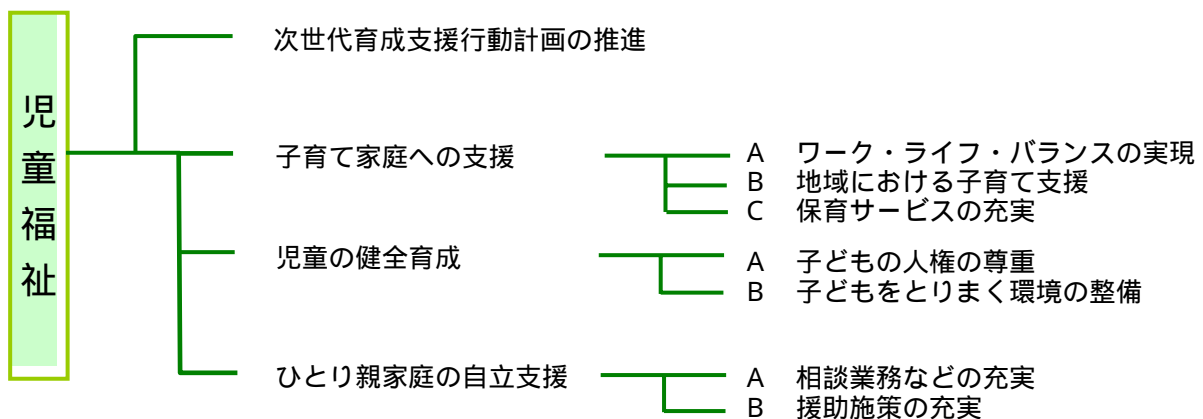 児童福祉
次世代育成支援行動計画の推進
子育て家庭への支援
A ワーク・ライフ・バランスの実現
B 地域における子育て支援
C 保育サービスの充実
児童の健全育成
A 子どもの人権の尊重
B 子どもをとりまく環境の整備
ひとり親家庭の自立支援
A 相談業務などの充実
B 援助施策の充実